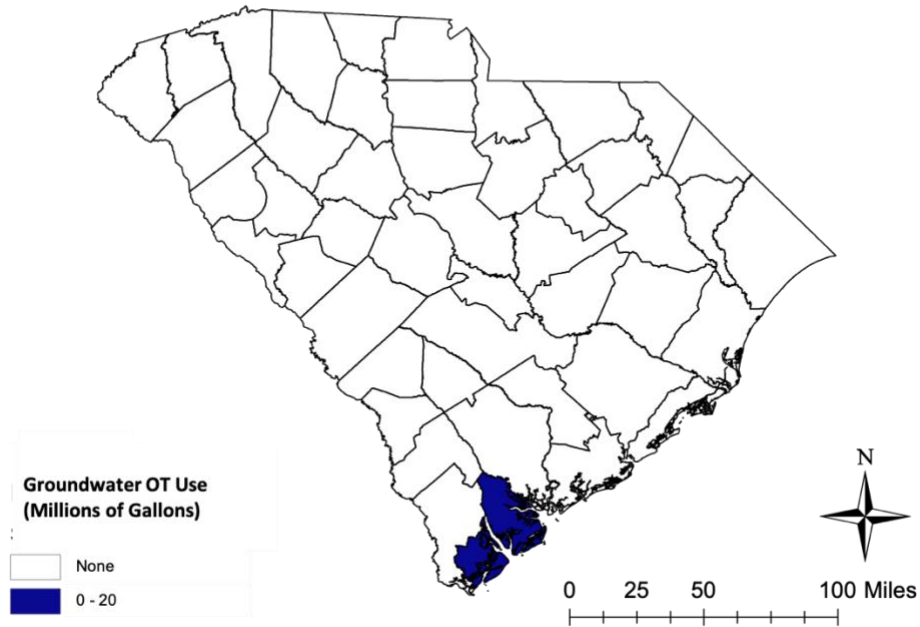 Groundwater OT Use
(Millions of Gallons)
:
None
0 - 20
N
0 25 50 100 Miles